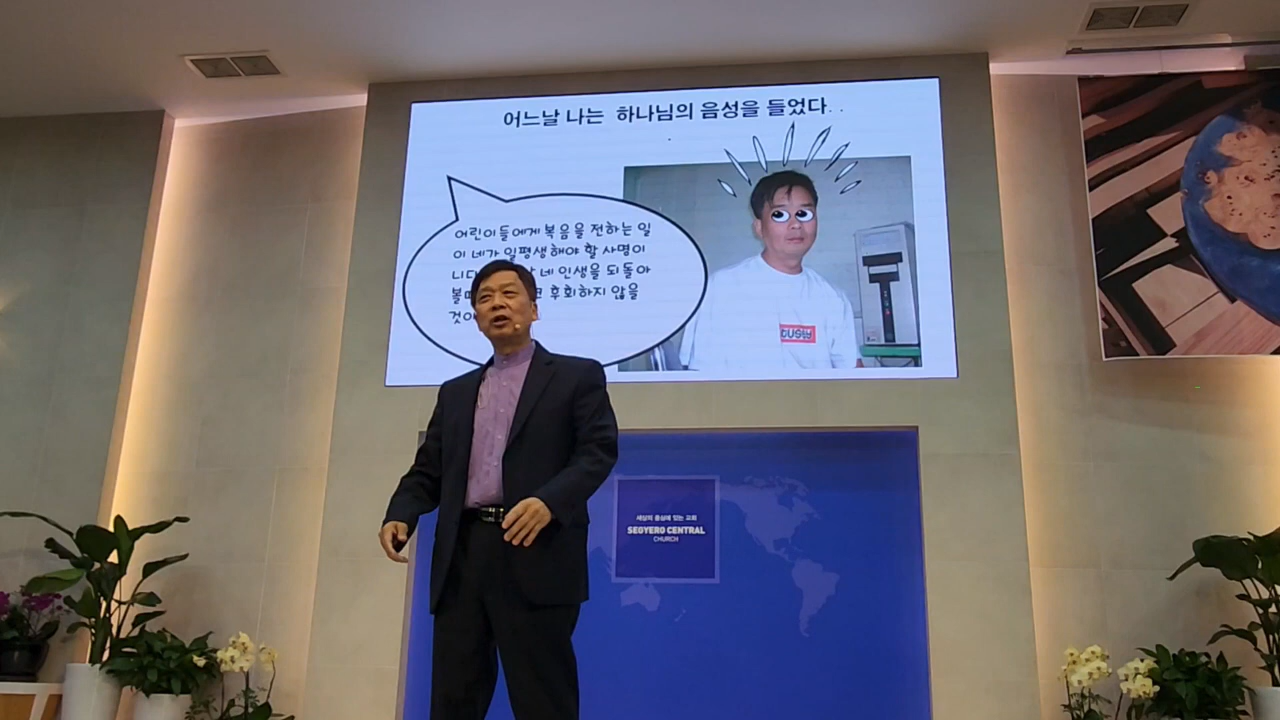 어느날 나는 하나님의 음성을 들었다. .
어린이들에게 복음을 전하는 일
이 네가 일평생해야 할 사명이
니다 네 인생을 되돌아
후회하지 않을
세상의 중심에 있는 교회
SEGYERO CENTRAL
CHURCH